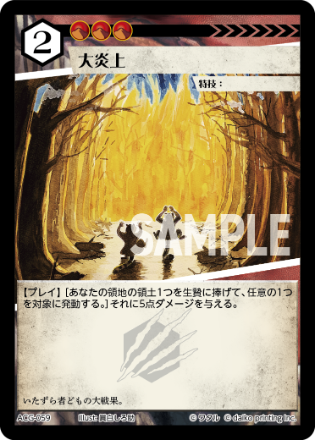 2
大炎上
特技：
SAMPLE
【プレイ】[あなたの領地の領土1つを生贄に捧げて、任意の1つ
を対象に発動する。]それに5点ダメージを与える。
いたずら者どもの大戦果。
Illust:
© ワタル © daiko printing inc.